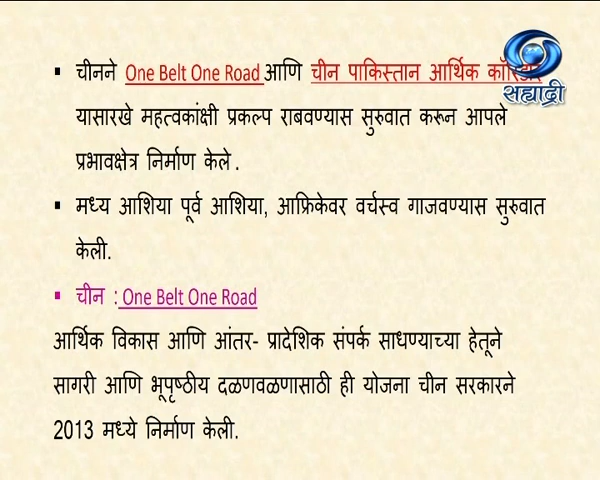 ▪ चीनने One Belt One Road आणि चीन पाकिस्तान आर्थिक
सह्याद्री
यासारखे महत्वकांक्षी प्रकल्प राबवण्यास सुरुवात करून आपले
प्रभावक्षेत्र निर्माण केले .
▪ मध्य आशिया पूर्व आशिया, आफ्रिकेवर वर्चस्व गाजवण्यास सुरुवात
केली.
▪ चीन : One Belt One Road
आर्थिक विकास आणि आंतर- प्रादेशिक संपर्क साधण्याच्या हेतूने
सागरी आणि भूपृष्ठीय दळणवळणासाठी ही योजना चीन सरकारने
2013 मध्ये निर्माण केली.